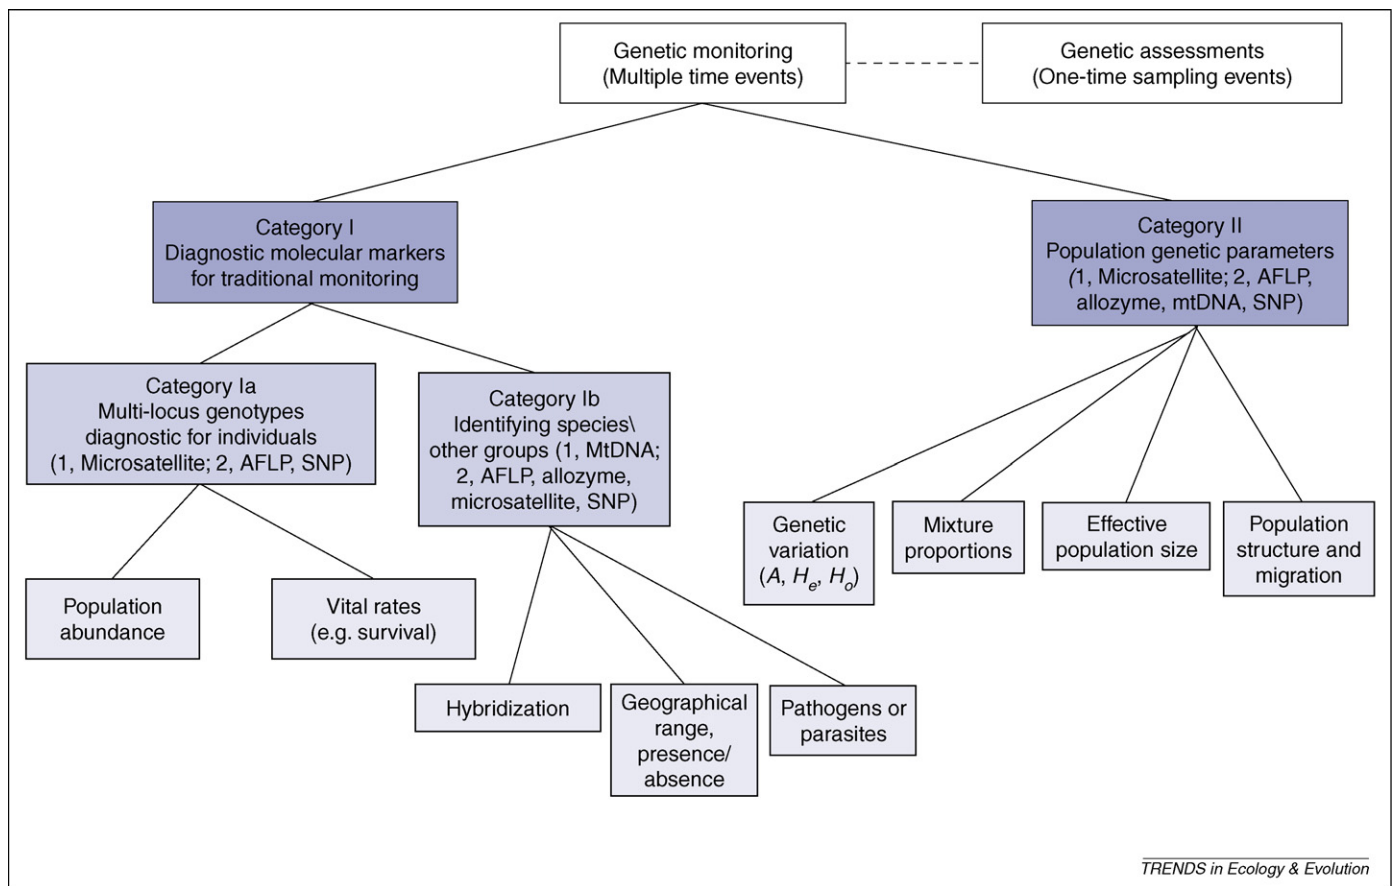 Genetic monitoring
(Multiple time events)
Genetic assessments
(One-time sampling events)
Category I
Diagnostic molecular markers
for traditional monitoring
Category II
Population genetic parameters
(1, Microsatellite; 2, AFLP,
allozyme, mtDNA, SNP)
Category Ia
Multi-locus genotypes
diagnostic for individuals
(1, Microsatellite; 2, AFLP, SNP)
Category Ib
Identifying species\
other groups (1, MtDNA;
2, AFLP, allozyme,
microsatellite, SNP)
Genetic
variation
(A, He, Ho)
Mixture
proportions
Effective
population size
Population
structure and
migration
Population
abundance
Vital rates
(e.g. survival)
Hybridization
Geographical
range,
presence/
absence
Pathogens or
parasites
TRENDS in Ecology & Evolution